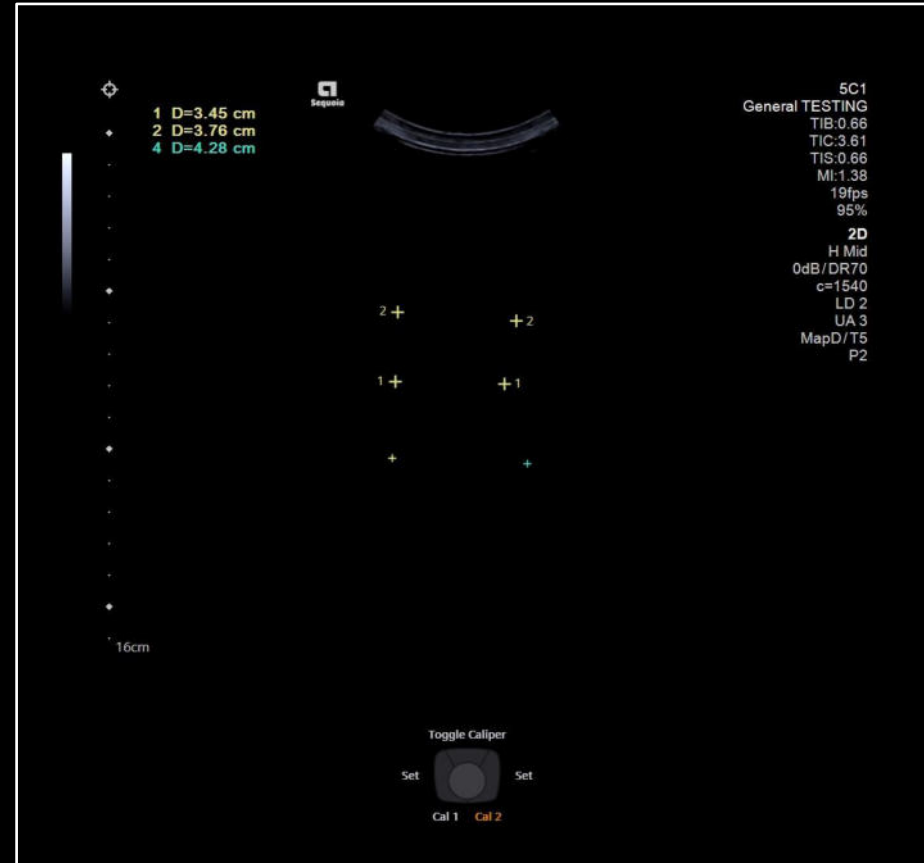 1 D=3.45 cm
2 D=3.76 cm
4 D=4.28 cm
Sequoia
5C1
General TESTING
TIB:0.66
TIC:3.61
TIS:0.66
MI:1.38
19fps
95%
2D
H Mid
0dB/DR70
c=1540
LD 2
UA 3
MapD/T5
P2
2 2
1 1
16cm
Toggle Caliper
Set Set
Cal 1 Cal 2